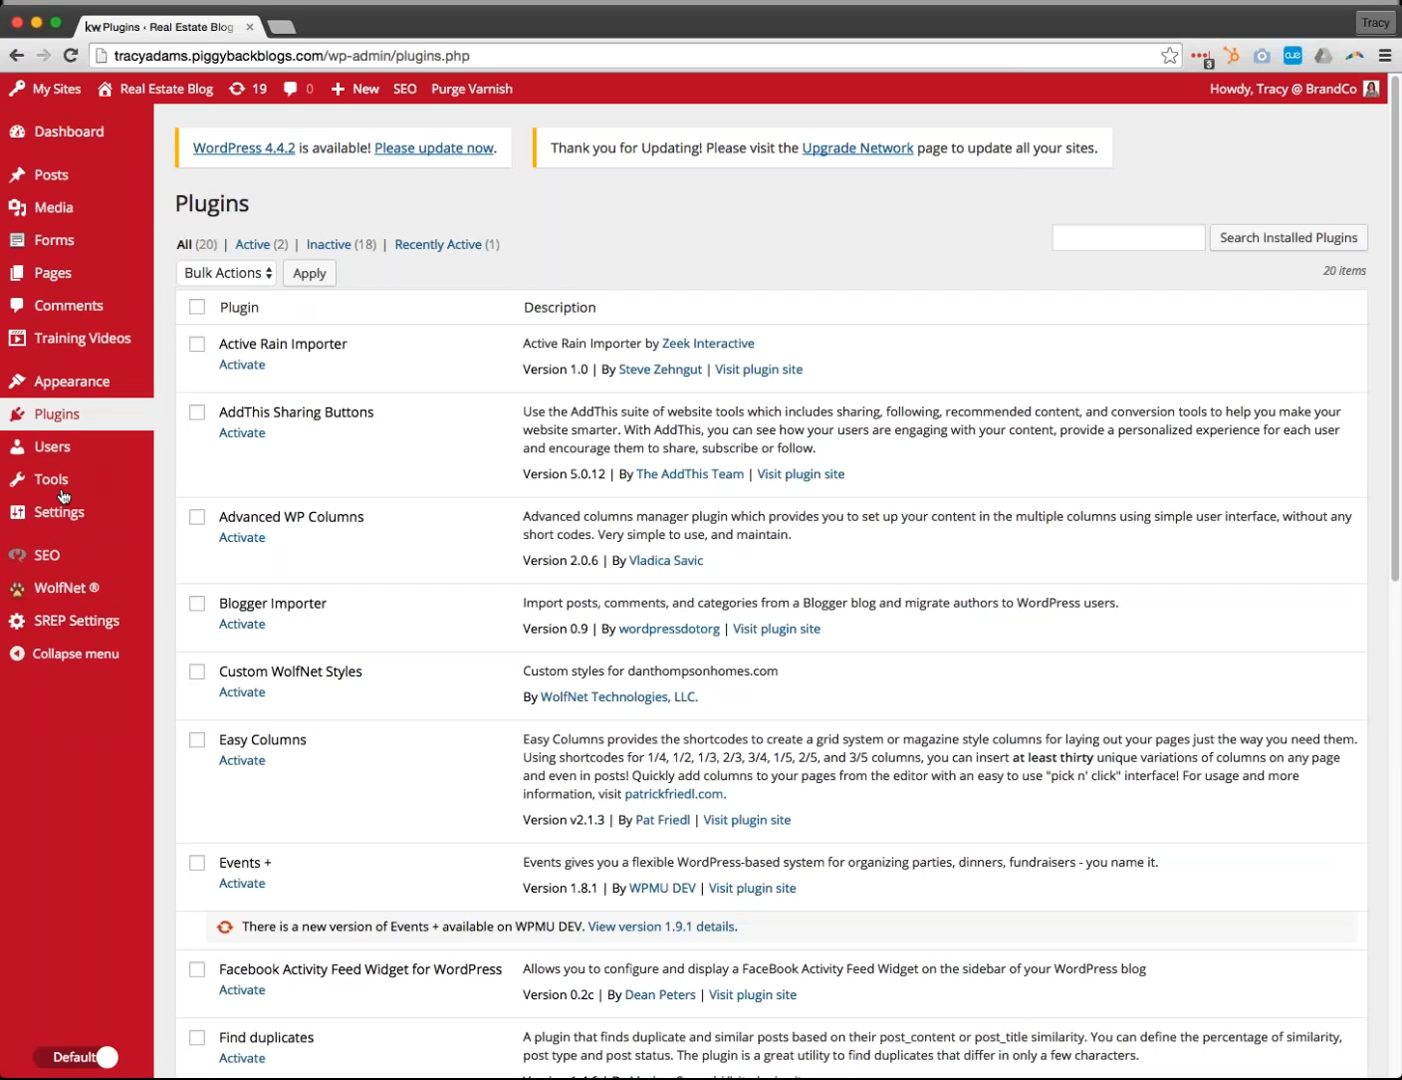 kw Plugins ‹ Real Estate Blog ×
Tracy
tracyadams.piggybackblogs.com/wp-admin/plugins.php
cue
3
My Sites Real Estate Blog 19 0 New SEO Purge Varnish
Howdy, Tracy @ BrandCo
Dashboard
Posts
Media
Forms
Pages
Comments
Training Videos
Appearance
Plugins
Users
Tools
Settings
SEO
WolfNet ®
SREP Settings
Collapse menu
Default
WordPress 4.4.2 is available! Please update now.
Thank you for Updating! Please visit the Upgrade Network page to update all your sites.
Plugins
All (20) | Active (2) | Inactive (18) | Recently Active (1)
Search Installed Plugins
Bulk Actions Apply
20 items
Plugin Description
Active Rain Importer
Activate
Active Rain Importer by Zeek Interactive
Version 1.0 | By Steve Zehngut | Visit plugin site
AddThis Sharing Buttons
Activate
Use the AddThis suite of website tools which includes sharing, following, recommended content, and conversion tools to help you make your
website smarter. With AddThis, you can see how your users are engaging with your content, provide a personalized experience for each user
and encourage them to share, subscribe or follow.
Version 5.0.12 | By The AddThis Team | Visit plugin site
Advanced WP Columns
Activate
Advanced columns manager plugin which provides you to set up your content in the multiple columns using simple user interface, without any
short codes. Very simple to use, and maintain.
Version 2.0.6 | By Vladica Savic
Blogger Importer
Activate
Import posts, comments, and categories from a Blogger blog and migrate authors to WordPress users.
Version 0.9 | By wordpressdotorg | Visit plugin site
Custom WolfNet Styles
Activate
Custom styles for danthompsonhomes.com
By WolfNet Technologies, LLC.
Easy Columns
Activate
Easy Columns provides the shortcodes to create a grid system or magazine style columns for laying out your pages just the way you need them.
Using shortcodes for 1/4, 1/2, 1/3, 2/3, 3/4, 1/5, 2/5, and 3/5 columns, you can insert at least thirty unique variations of columns on any page
and even in posts! Quickly add columns to your pages from the editor with an easy to use "pick n' click" interface! For usage and more
information, visit patrickfriedl.com.
Version v2.1.3 | By Pat Friedl | Visit plugin site
Events +
Activate
Events gives you a flexible WordPress-based system for organizing parties, dinners, fundraisers - you name it.
Version 1.8.1 | By WPMU DEV | Visit plugin site
There is a new version of Events + available on WPMU DEV. View version 1.9.1 details.
Facebook Activity Feed Widget for WordPress
Activate
Allows you to configure and display a FaceBook Activity Feed Widget on the sidebar of your WordPress blog
Version 0.2c | By Dean Peters | Visit plugin site
Find duplicates
Activate
A plugin that finds duplicate and similar posts based on their post_content or post_title similarity. You can define the percentage of similarity,
post type and post status. The plugin is a great utility to find duplicates that differ in only a few characters.